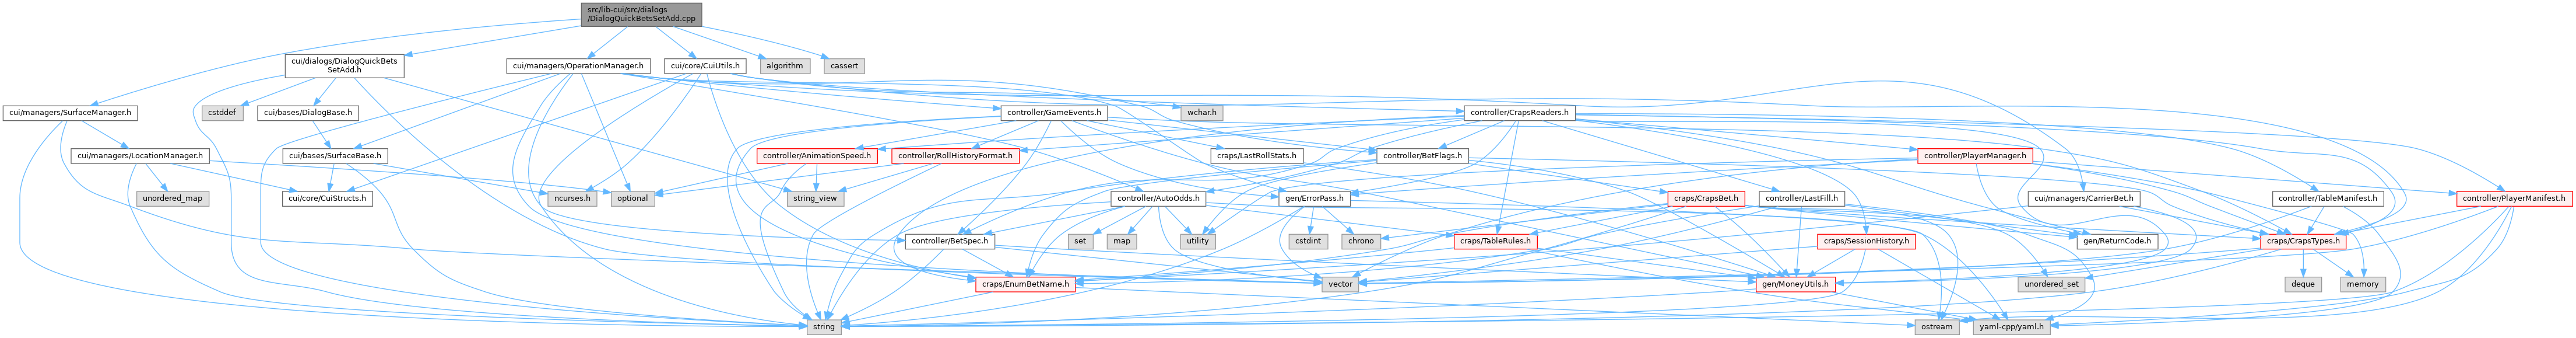 src/lib-cui/src/dialogs
/DialogQuickBetsSetAdd.cpp
cui/dialogs/DialogQuickBets
SetAdd.h
cui/managers/OperationManager.h
cui/core/CuiUtils.h
algorithm
cassert
cui/managers/SurfaceManager.h
cstddef
cui/bases/DialogBase.h
controller/GameEvents.h
wchar.h
controller/CrapsReaders.h
cui/managers/LocationManager.h
cui/bases/SurfaceBase.h
controller/AnimationSpeed.h
controller/RollHistoryFormat.h
craps/LastRollStats.h
controller/BetFlags.h
controller/PlayerManager.h
unordered_map
cui/core/CuiStructs.h
ncurses.h
optional
string_view
controller/AutoOdds.h
gen/ErrorPass.h
craps/CrapsBet.h
controller/LastFill.h
cui/managers/CarrierBet.h
controller/TableManifest.h
controller/PlayerManifest.h
controller/BetSpec.h
set
map
utility
cstdint
chrono
craps/TableRules.h
craps/SessionHistory.h
gen/ReturnCode.h
craps/CrapsTypes.h
craps/EnumBetName.h
vector
gen/MoneyUtils.h
unordered_set
deque
memory
string
ostream
yaml-cpp/yaml.h